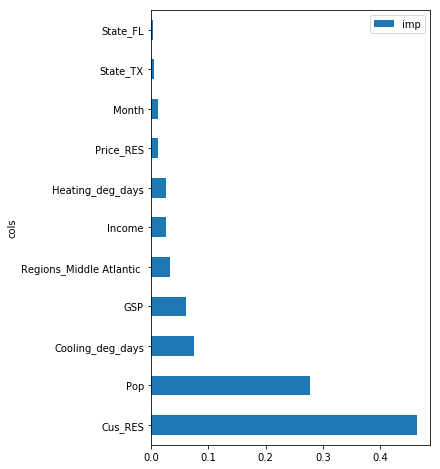 imp
State_FL
State_TX
Month
Price_RES
Heating_deg_days
Income
Regions_Middle Atlantic
GSP
Cooling_deg_days
Pop
Cus_RES
cols
0.0 0.1 0.2 0.3 0.4